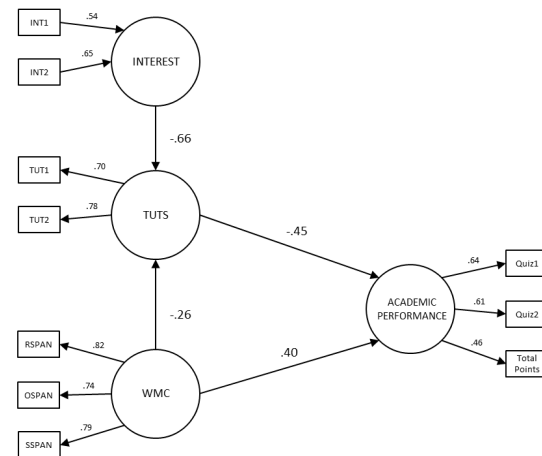 INT1
.54
INT2
.65
INTEREST
-.66
TUT1
.70
TUT2
.78
TUTS
-.45
-.26
RSPAN
.82
OSPAN
.74
SSPAN
.79
WMC
.40
ACADEMIC
PERFORMANCE
.64
Quiz1
.61
Quiz2
.46
Total
Points